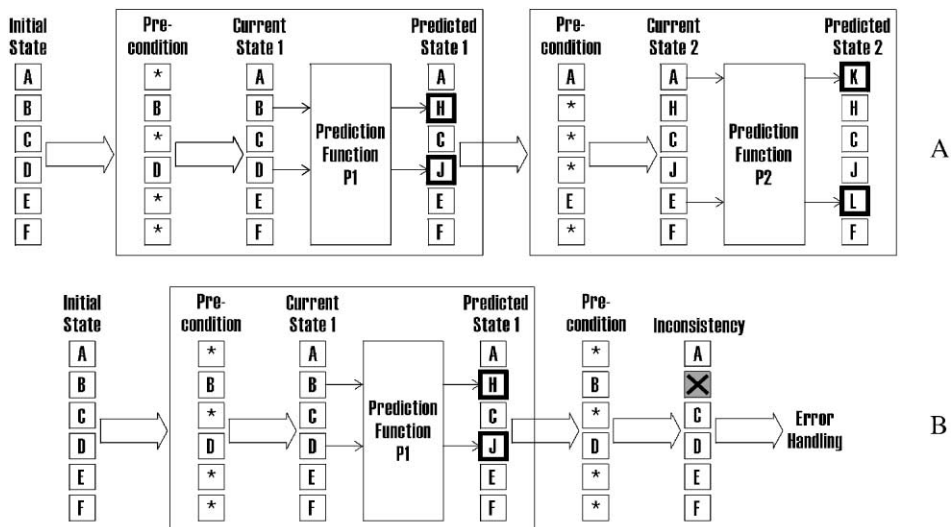 Initial
State
A
B
C
D
E
F
Pre-
condition
*
B
*
D
*
*
Current
State 1
A
B
C
D
E
F
Prediction
Function
P1
Predicted
State 1
A
H
C
J
E
F
Pre-
condition
A
*
*
*
E
*
Current
State 2
A
H
C
J
E
F
Prediction
Function
P2
Predicted
State 2
K
H
C
J
L
F
A
Initial
State
A
B
C
D
E
F
Pre-
condition
*
B
*
D
*
*
Current
State 1
A
B
C
D
E
F
Prediction
Function
P1
Predicted
State 1
A
H
C
J
E
F
Pre-
condition
*
B
*
D
*
*
Inconsistency
A
C
D
E
F
Error
Handling
B